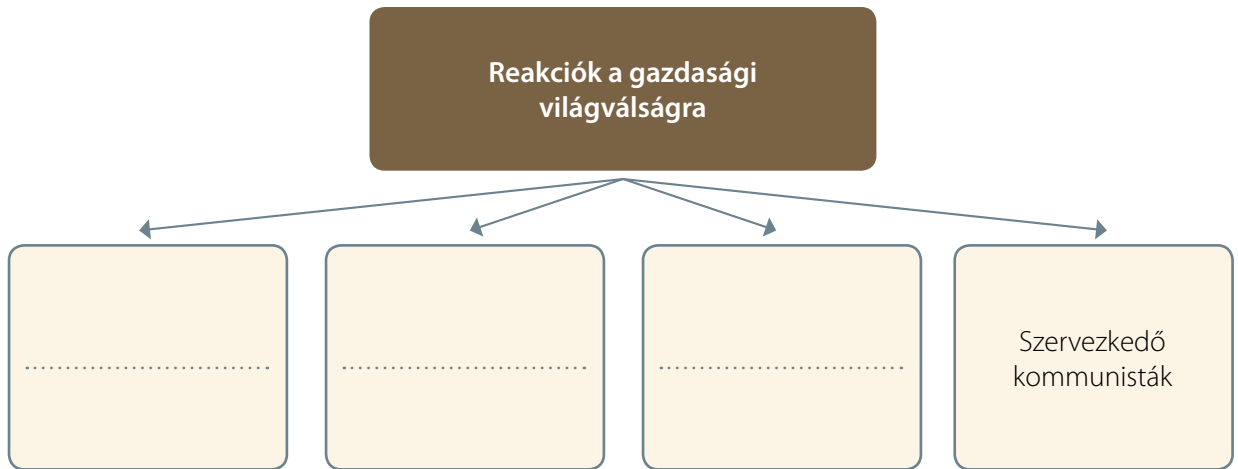 Reakciók a gazdasági
világválságra
Szervezkedő
kommunisták